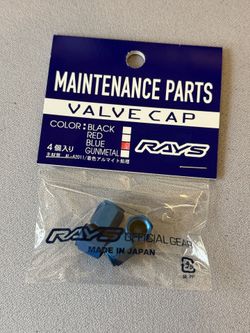 MAINTENANCE PARTS
VALVE CAP
COLOR: BLACK
RED
BLUE
GUNMETAL
RAYS
4個入り
RAYS OFFICIAL GEAR
MADE IN JAPAN